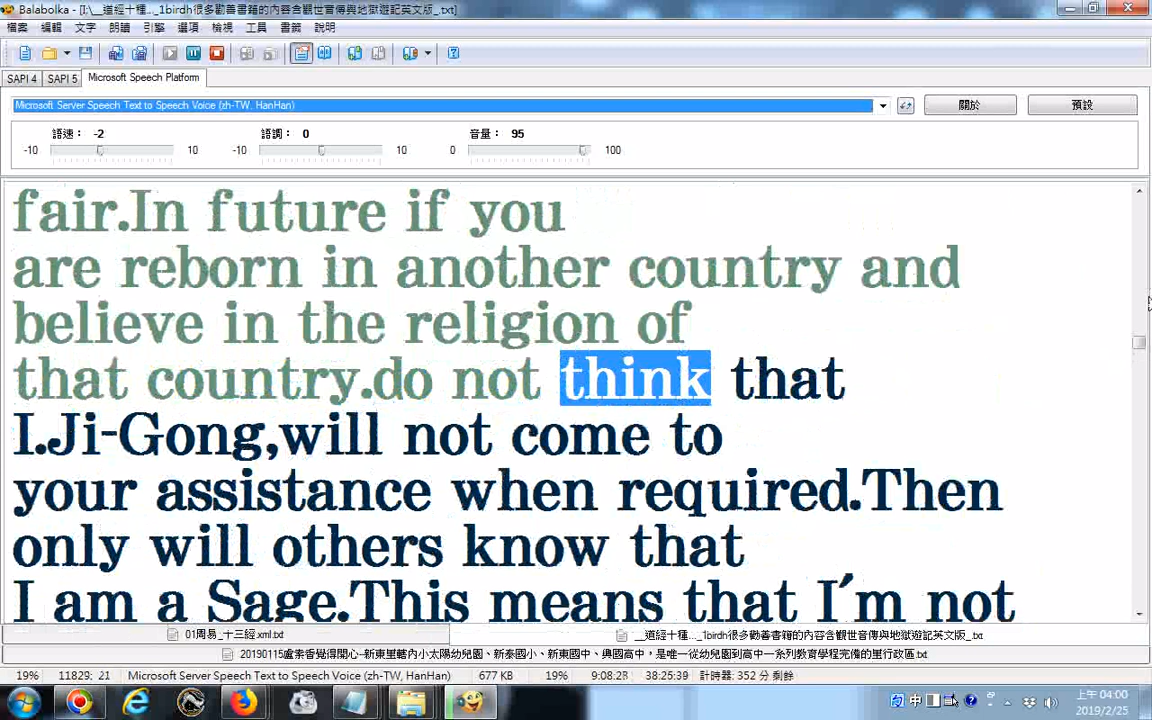 Balabolka - [I:\__道經十種..._1birdh很多勸善書籍的內容含觀世音傳與地獄遊記英文版_.txt]
檔案 編輯 文字 朗讀 引擎 選項 檢視 工具 書籤 說明
SAPI 4 SAPI 5 Microsoft Speech Platform
Microsoft Server Speech Text to Speech Voice (zh-TW, HanHan) 關於 預設
語速： -2 語調： 0 音量： 95
-10 10 -10 10 0 100
fair.In future if you
are reborn in another country and
believe in the religion of
that country.do not think that
I.Ji-Gong,will not come to
your assistance when required.Then
only will others know that
I am a Sage.This means that I´m not
01周易_十三經.xml.txt __道經十種..._1birdh很多勸善書籍的內容含觀世音傳與地獄遊記英文版_.txt
20190115盧素香覺得開心--新東里轄內小太陽幼兒園、新泰國小、新東國中、典國高中，是唯一從幼兒園到高中一系列教育學程完備的里行政區.txt
19% 11829: 21 Microsoft Server Speech Text to Speech Voice (zh-TW, HanHan) 677 KB 19% 9:08:28 38:25:39 計時器： 352 分 剩餘
中 上午 04:00
2019/2/25